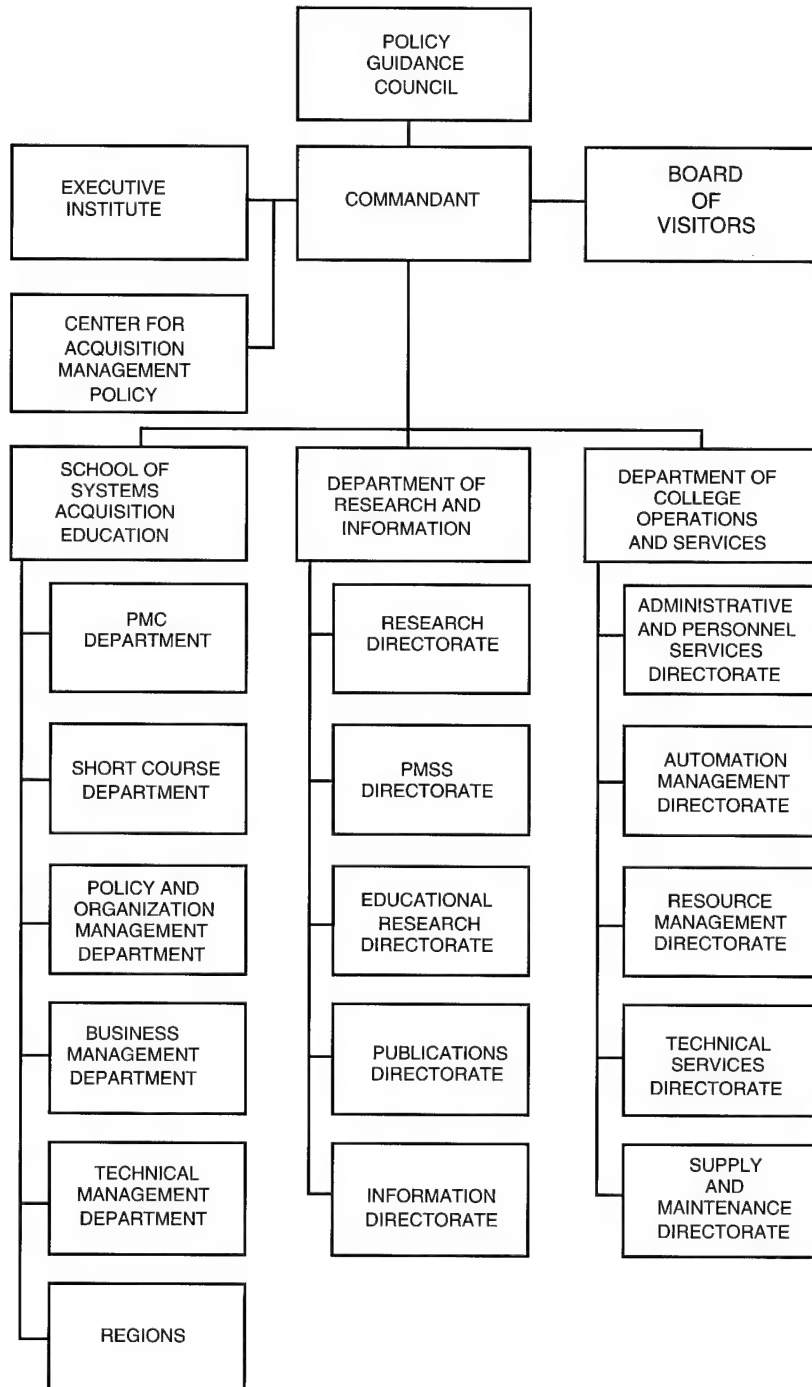 POLICY
GUIDANCE
COUNCIL
EXECUTIVE
INSTITUTE
COMMANDANT
BOARD
OF
VISITORS
CENTER FOR
ACQUISITION
MANAGEMENT
POLICY
SCHOOL OF
SYSTEMS
ACQUISITION
EDUCATION
PMC
DEPARTMENT
SHORT COURSE
DEPARTMENT
POLICY AND
ORGANIZATION
MANAGEMENT
DEPARTMENT
BUSINESS
MANAGEMENT
DEPARTMENT
TECHNICAL
MANAGEMENT
DEPARTMENT
REGIONS
DEPARTMENT OF
RESEARCH AND
INFORMATION
RESEARCH
DIRECTORATE
PMSS
DIRECTORATE
EDUCATIONAL
RESEARCH
DIRECTORATE
PUBLICATIONS
DIRECTORATE
INFORMATION
DIRECTORATE
DEPARTMENT OF
COLLEGE
OPERATIONS
AND SERVICES
ADMINISTRATIVE
AND PERSONNEL
SERVICES
DIRECTORATE
AUTOMATION
MANAGEMENT
DIRECTORATE
RESOURCE
MANAGEMENT
DIRECTORATE
TECHNICAL
SERVICES
DIRECTORATE
SUPPLY
AND
MAINTENANCE
DIRECTORATE